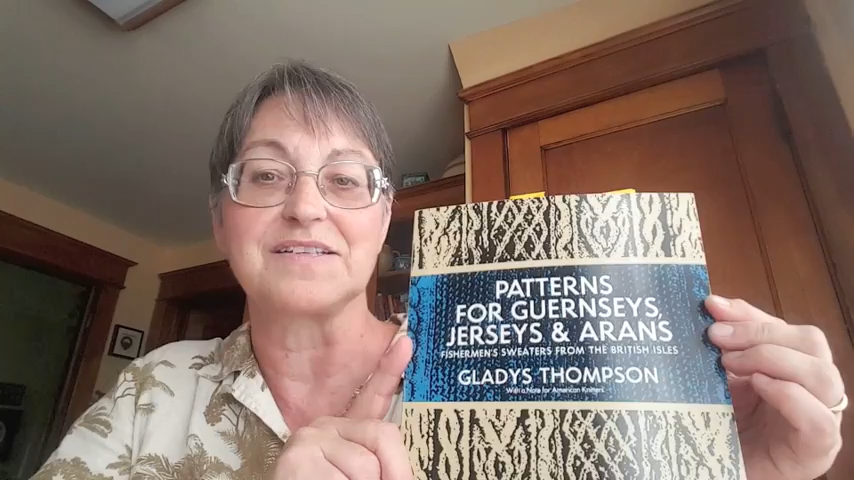 PATTERNS
FOR GUERNSEYS,
JERSEYS & ARANS
FISHERMEN'S SWEATERS FROM THE BRITISH ISLES
GLADYS THOMPSON
With a Note for American Knitters